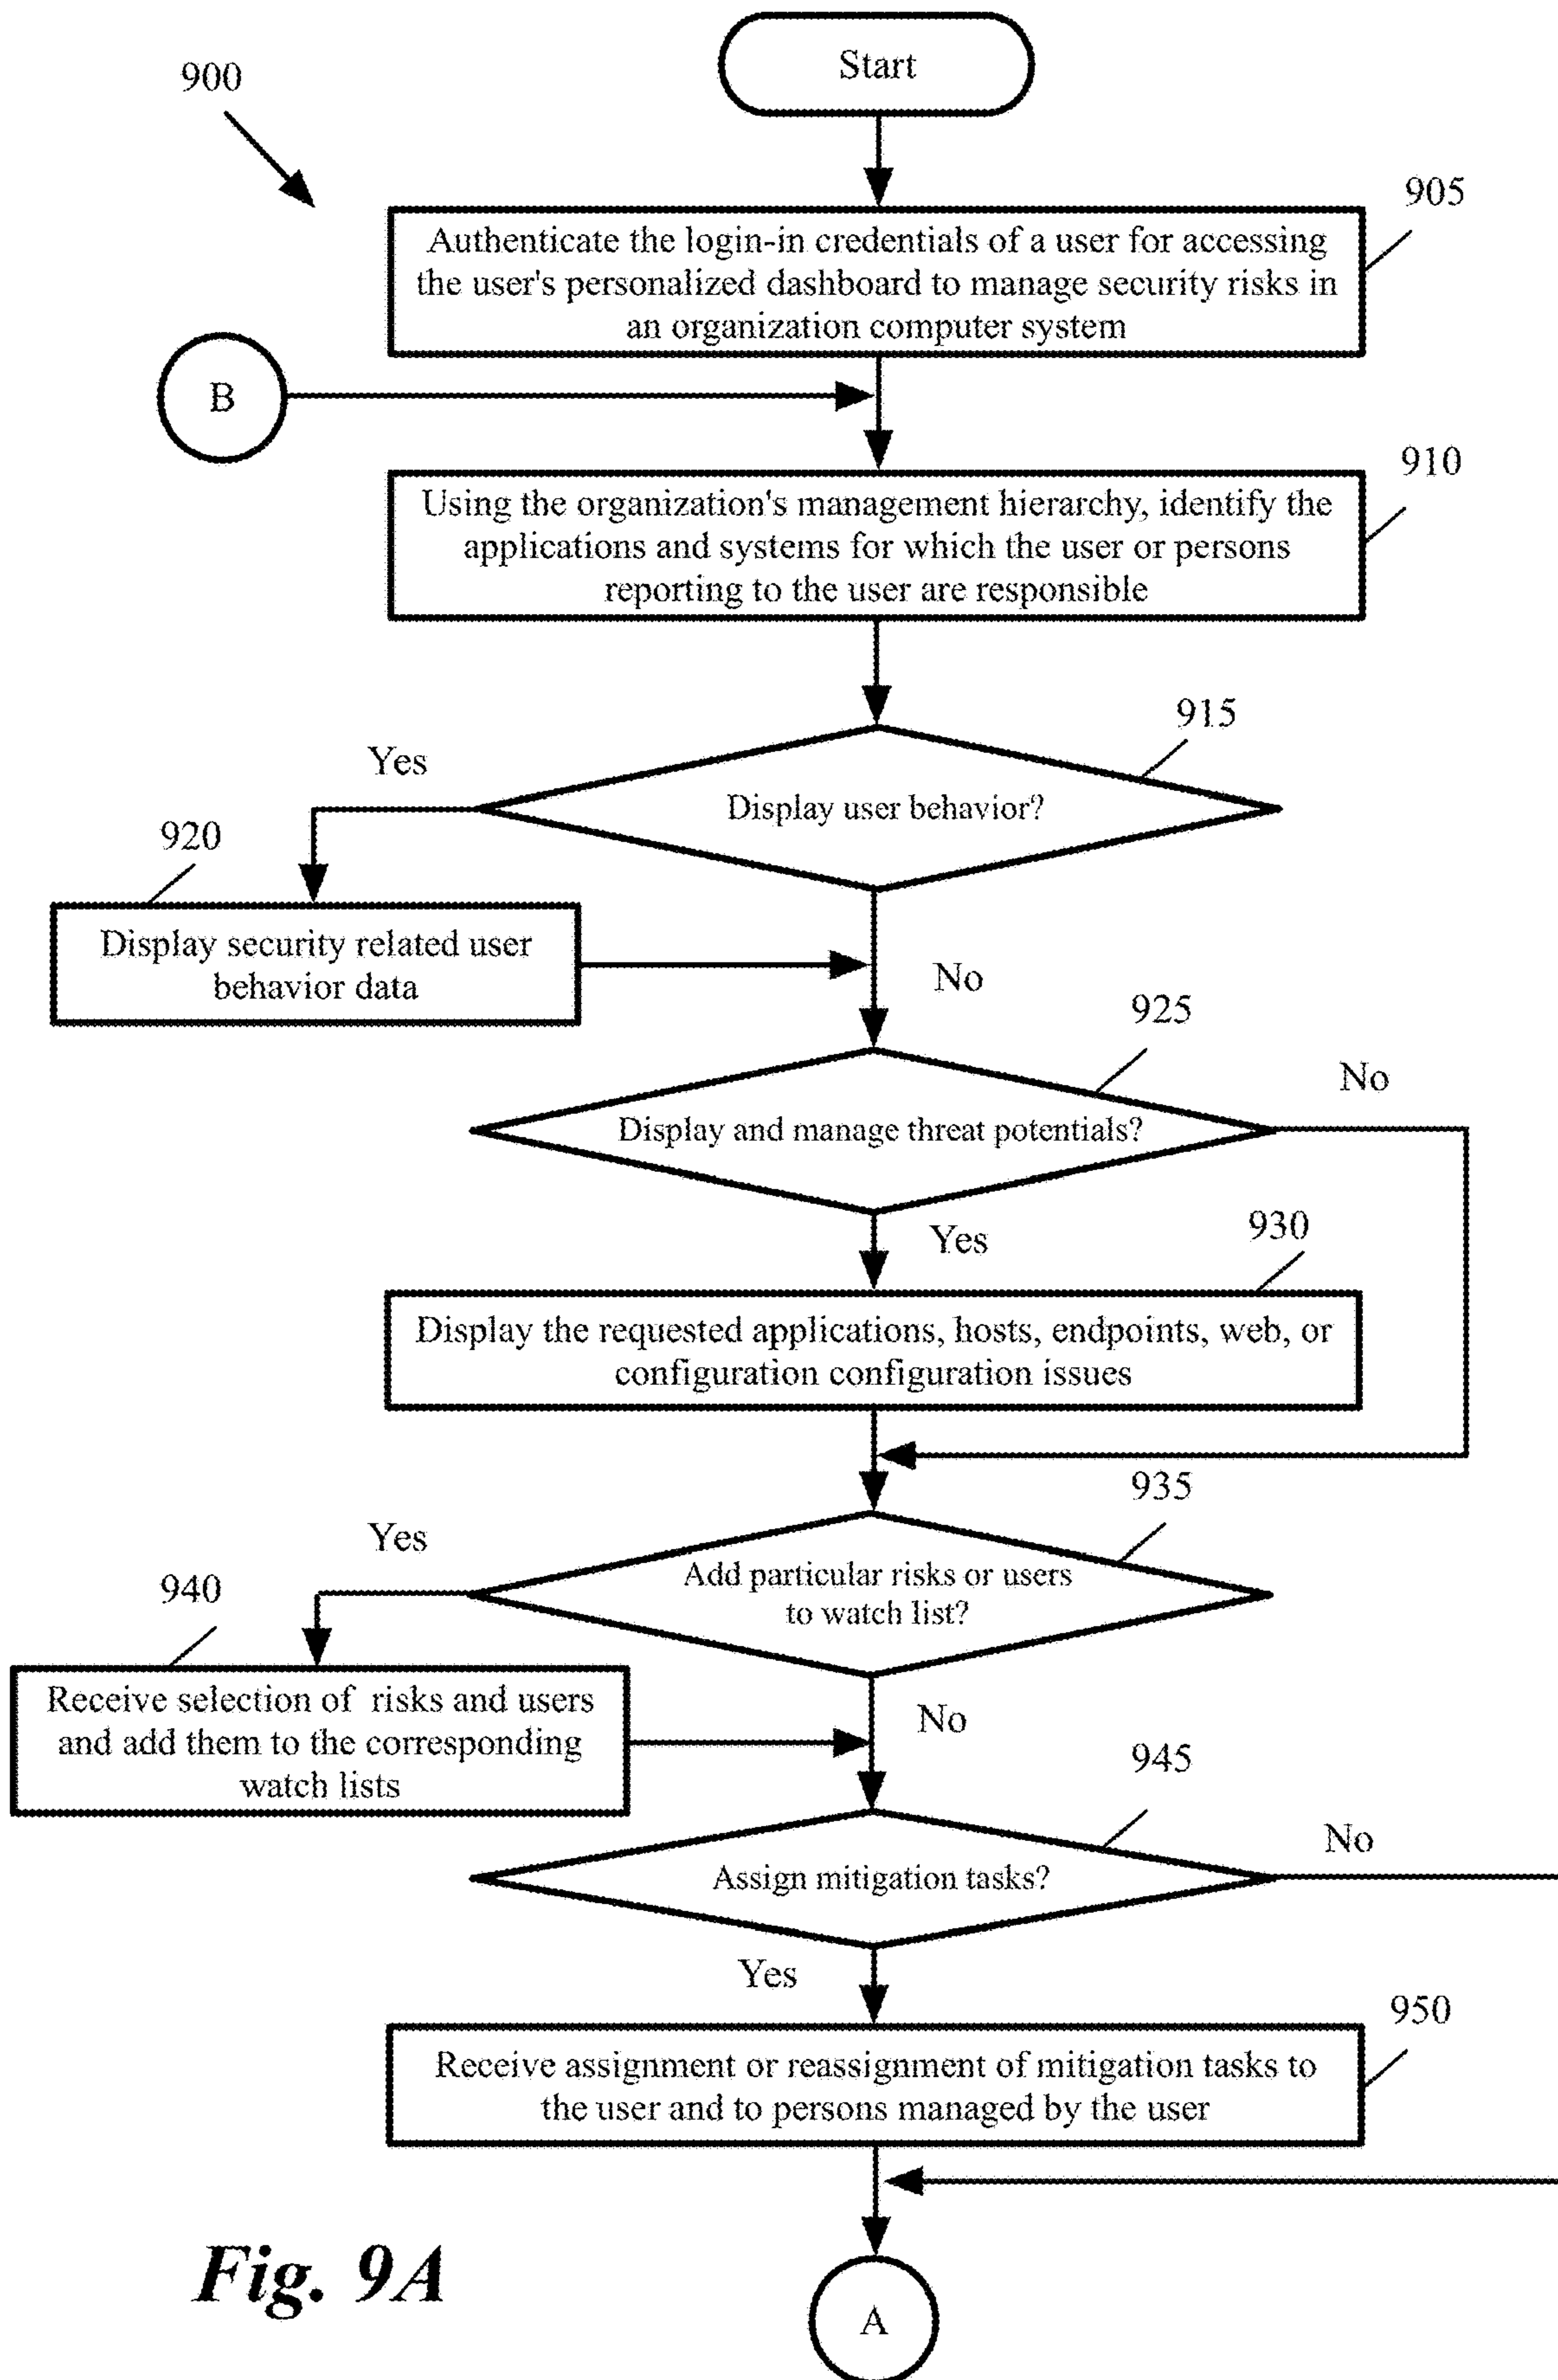 Start
900
905
Authenticate the login-in credentials of a user for accessing
the user's personalized dashboard to manage security risks in
an organization computer system
B
910
Using the organization's management hierarchy, identify the
applications and systems for which the user or persons
reporting to the user are responsible
915
Yes
Display user behavior?
920
Display security related user
behavior data
No
925
No
Display and manage threat potentials?
Yes
930
Display the requested applications, hosts, endpoints, web, or
configuration configuration issues
935
Yes
Add particular risks or users
to watch list?
940
Receive selection of risks and users
and add them to the corresponding
watch lists
No
945
No
Assign mitigation tasks?
Yes
950
Receive assignment or reassignment of mitigation tasks to
the user and to persons managed by the user
Fig. 9A
A